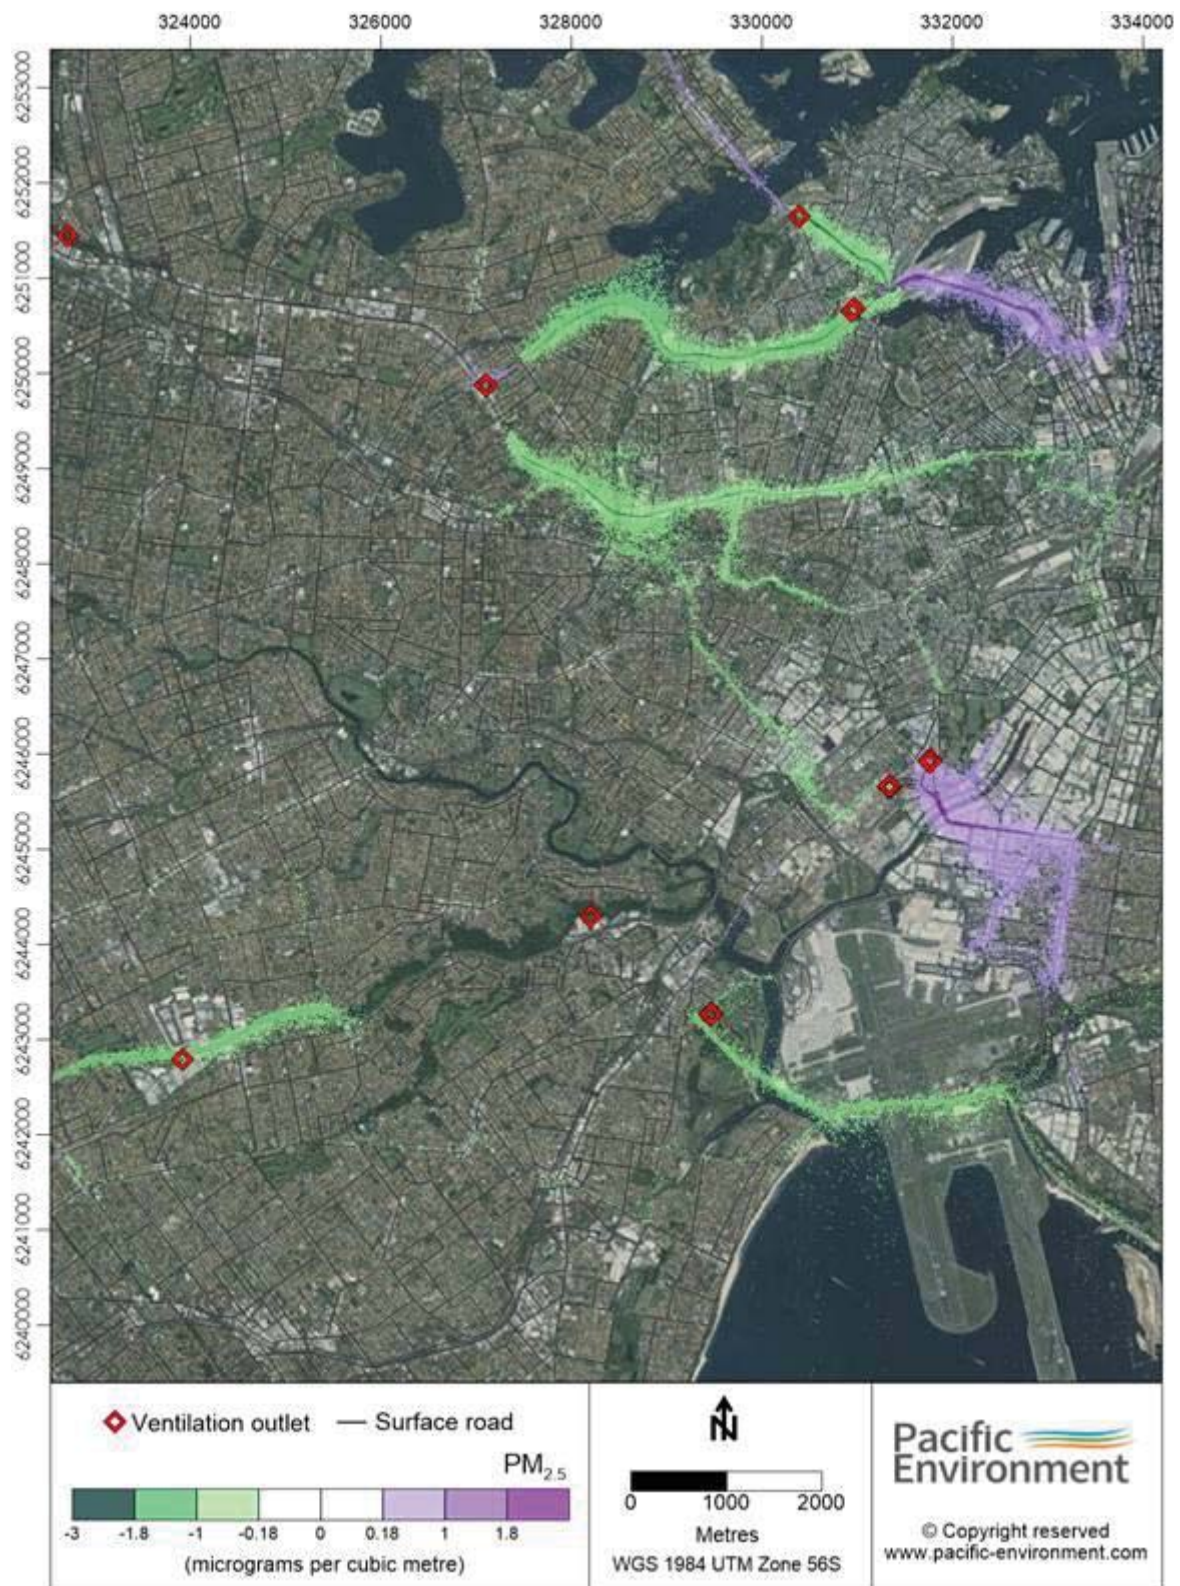 324000 326000 328000 330000 332000 334000
6253000
6252000
6251000
6250000
6249000
6248000
6247000
6246000
6245000
6244000
6243000
6242000
6241000
6240000
Ventilation outlet
Surface road
PM2.5
-3 -1.8 -1 -0.18 0 0.18 1 1.8
(micrograms per cubic metre)
N
0 1000 2000
Metres
WGS 1984 UTM Zone 56S
Pacific
Environment
© Copyright reserved
www.pacific-environment.com